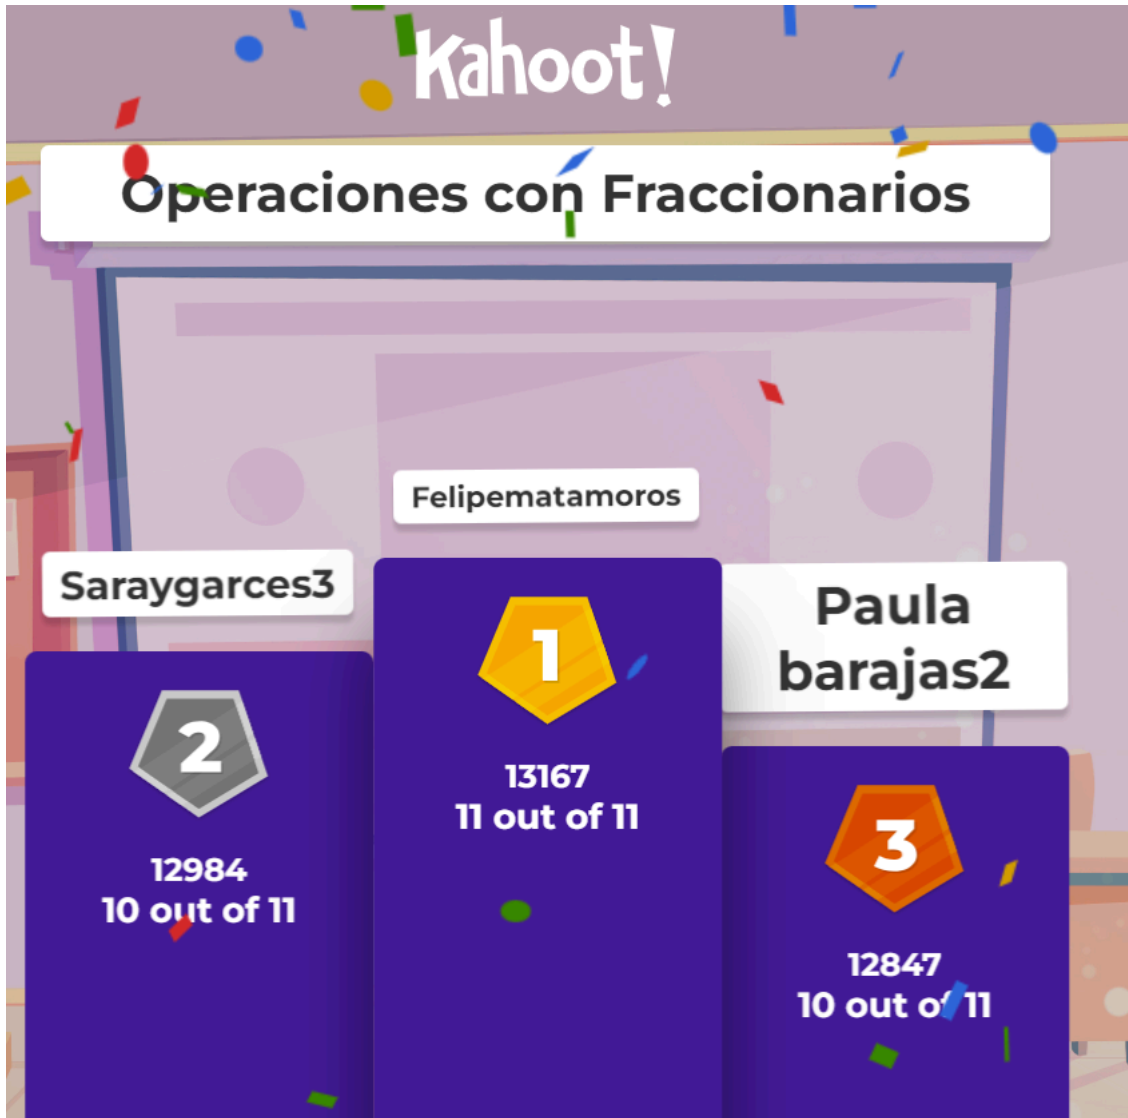 Kahoot!
Operaciones con Fraccionarios
Felipematamoros
Saraygarces3
Paula
barajas2
1
13167
11 out of 11
2
12984
10 out of 11
3
12847
10 out of 11